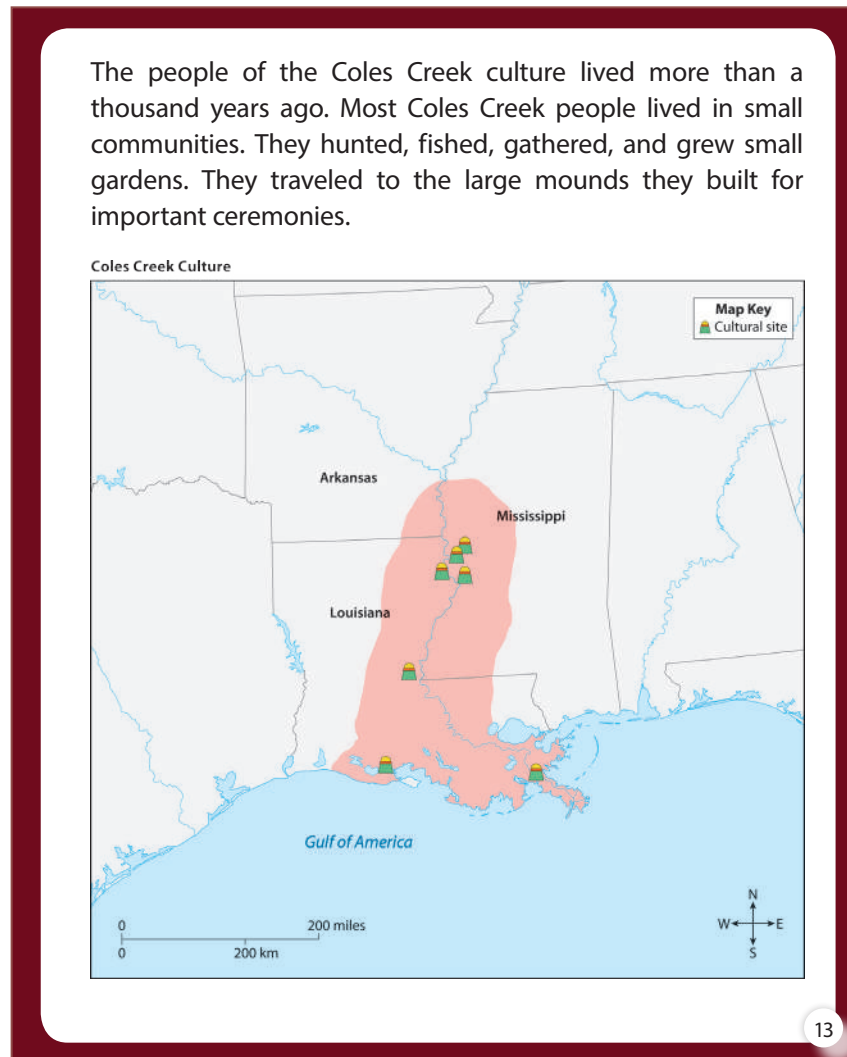 The people of the Coles Creek culture lived more than a
thousand years ago. Most Coles Creek people lived in small
communities. They hunted, fished, gathered, and grew small
gardens. They traveled to the large mounds they built for
important ceremonies.
Coles Creek Culture
Map Key
Cultural site
Arkansas
Mississippi
Louisiana
Gulf of America
0 200 miles
0 200 km
N
W E
S
13